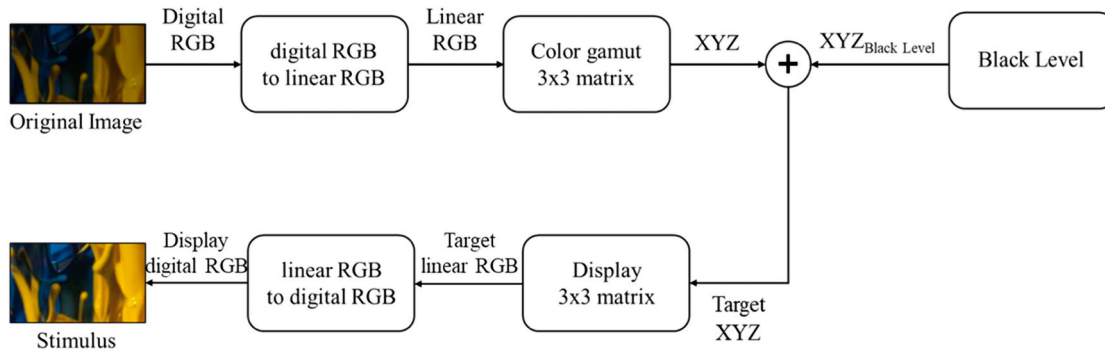 Digital
RGB
digital RGB
to linear RGB
Linear
RGB
Color gamut
3x3 matrix
XYZ
+
XYZBlack Level
Black Level
Original Image
Display
digital RGB
linear RGB
to digital RGB
Target
linear RGB
Display
3x3 matrix
Target
XYZ
Stimulus